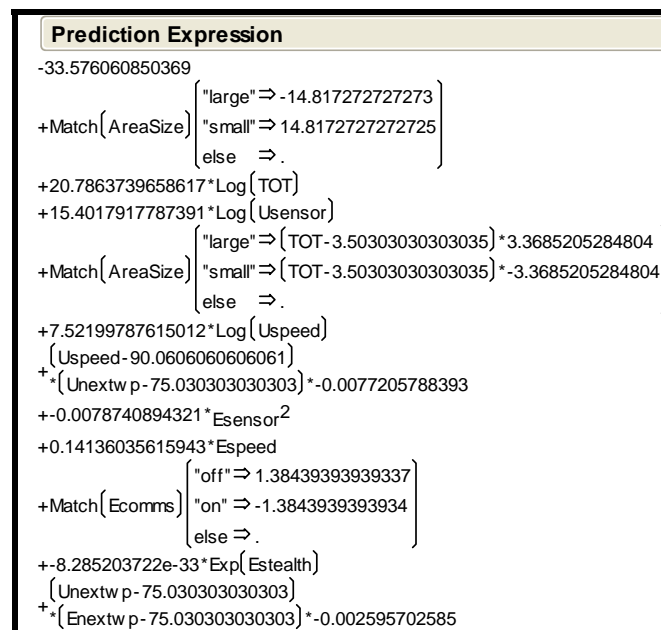 Prediction Expression
-33.576060850369
"large" ⇒ -14.817272727273
+Match(AreaSize) "small" ⇒ 14.8172727272725
else ⇒ .
+20.7863739658617*Log(TOT)
+15.4017917787391*Log(Usensor)
"large" ⇒ (TOT-3.50303030303035)*3.3685205284804
+Match(AreaSize) "small" ⇒ (TOT-3.50303030303035)*-3.3685205284804
else ⇒ .
+7.52199787615012*Log(Uspeed)
(Uspeed-90.0606060606061)
+ *(Unextwp-75.030303030303)*-0.0077205788393
+-0.0078740894321*Esensor²
+0.14136035615943*Espeed
"off" ⇒ 1.38439393939337
+Match(Ecomms) "on" ⇒ -1.3843939393934
else ⇒ .
+-8.285203722e-33*Exp(Estealth)
(Unextwp-75.030303030303)
+ *(Enextwp-75.030303030303)*-0.002595702585